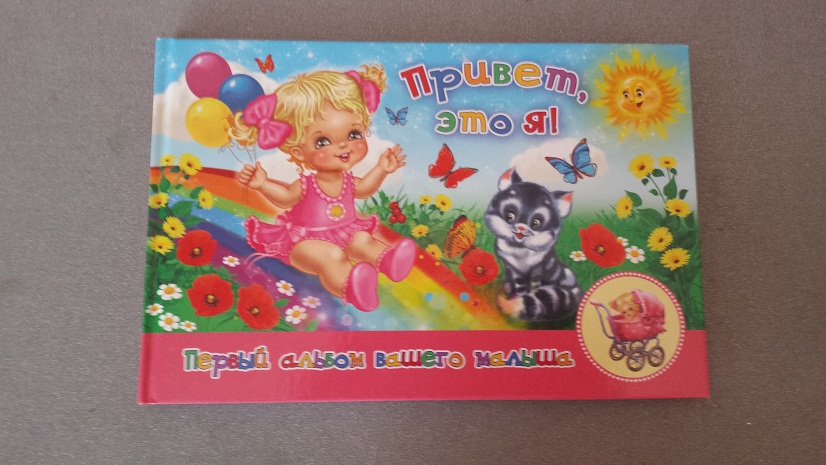 Привет,
это я!
Первый альбом вашего малыша